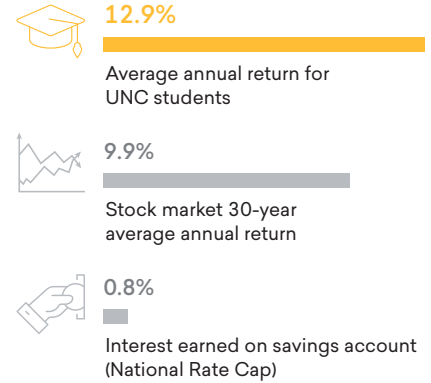 12.9%
Average annual return for
UNC students
9.9%
Stock market 30-year
average annual return
0.8%
Interest earned on savings account
(National Rate Cap)